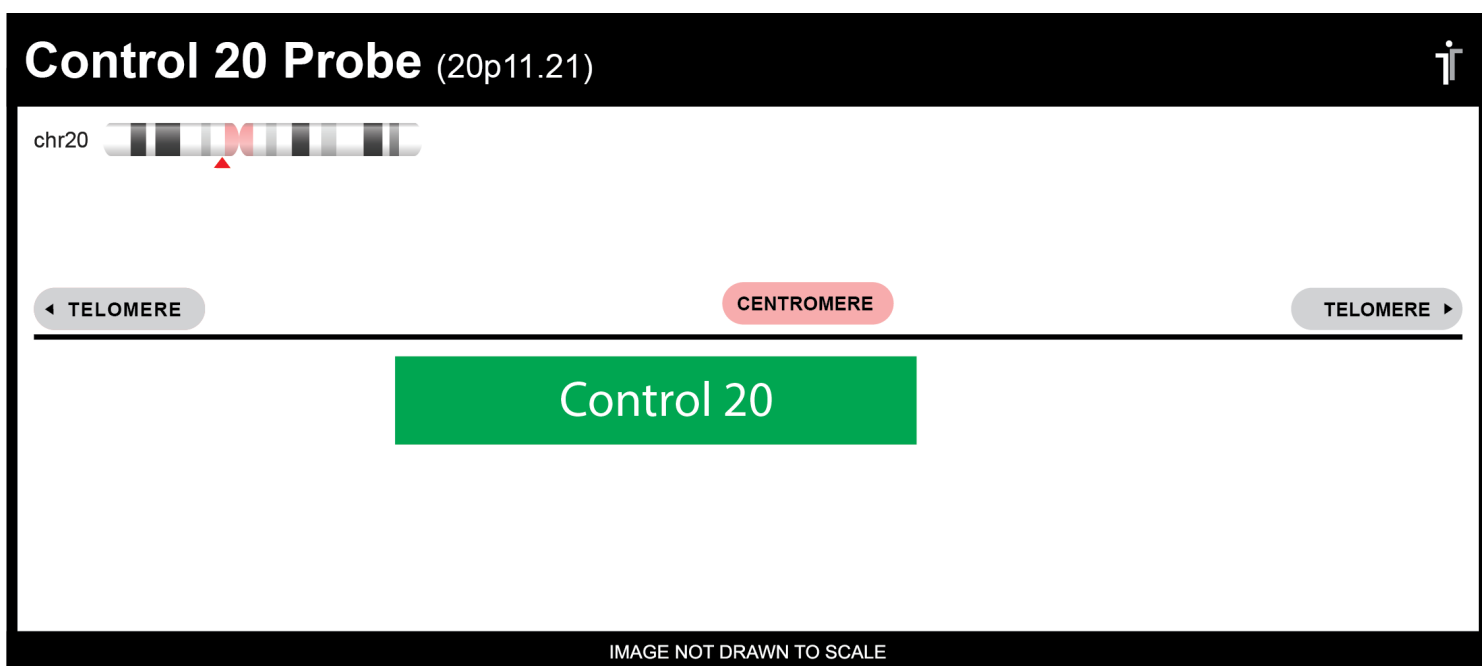 Control 20 Probe (20p11.21)
chr20
TELOMERE
CENTROMERE
TELOMERE
Control 20
IMAGE NOT DRAWN TO SCALE